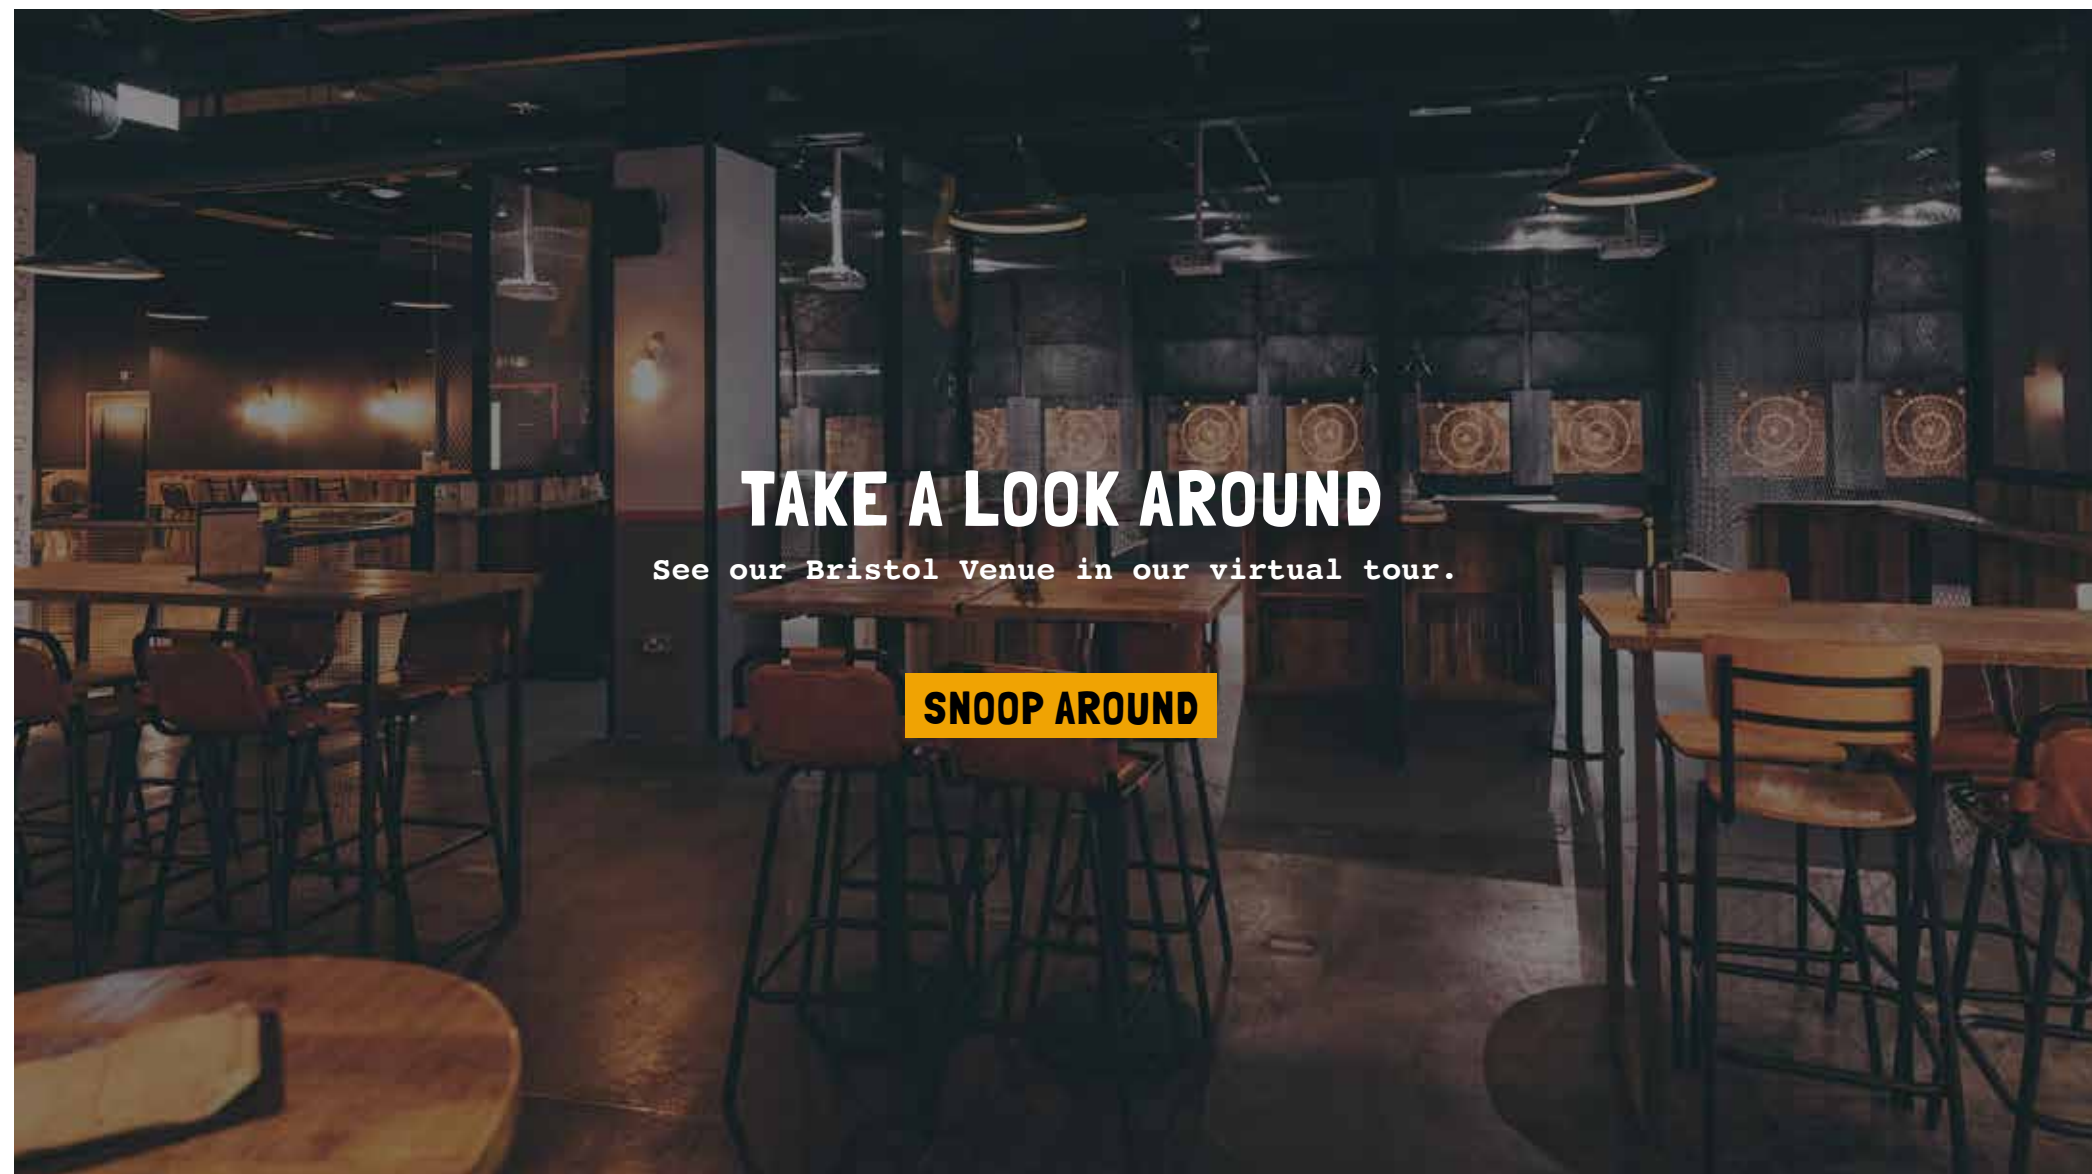 TAKE A LOOK AROUND
See our Bristol Venue in our virtual tour.
SNOOP AROUND